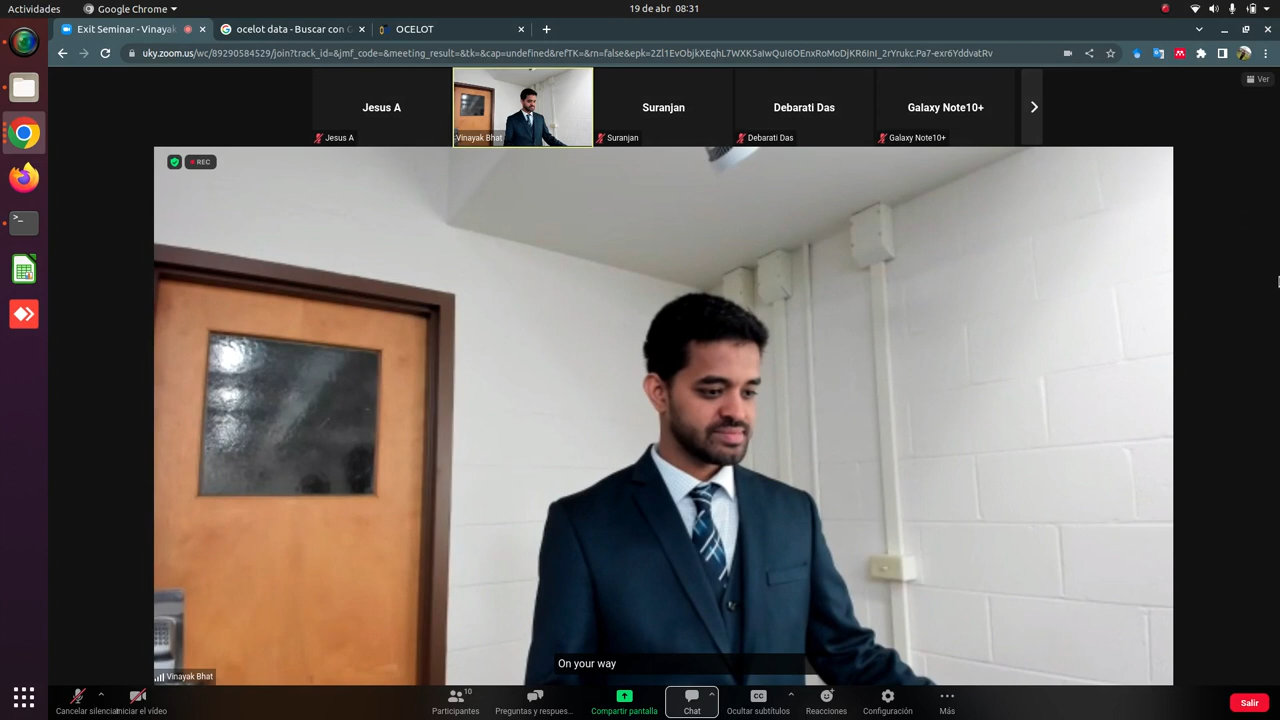 Actividades
Google Chrome
19 de abr 08:31
Exit Seminar - Vinayak
ocelot data - Buscar con G
OCELOT
uky.zoom.us/wc/89290584529/join?track_id=&jmf_code=&meeting_result=&tk=&cap=undefined&refTK=&rn=false&epk=2Zl1EvObjkXEqhL7WXK5aIwQuI6OEnxRoMoDjKR6InI_2rYrukc.Pa7-exr6YddvatRv
Jesus A
Suranjan
Debarati Das
Galaxy Note10+
Ver
Jesus A
Vinayak Bhat
Suranjan
Debarati Das
Galaxy Note10+
REC
On your way
Vinayak Bhat
10
CC
Cancelar silenciar
Iniciar el vídeo
Participantes
Preguntas y respues...
Compartir pantalla
Chat
Ocultar subtítulos
Reacciones
Configuración
Más
Salir